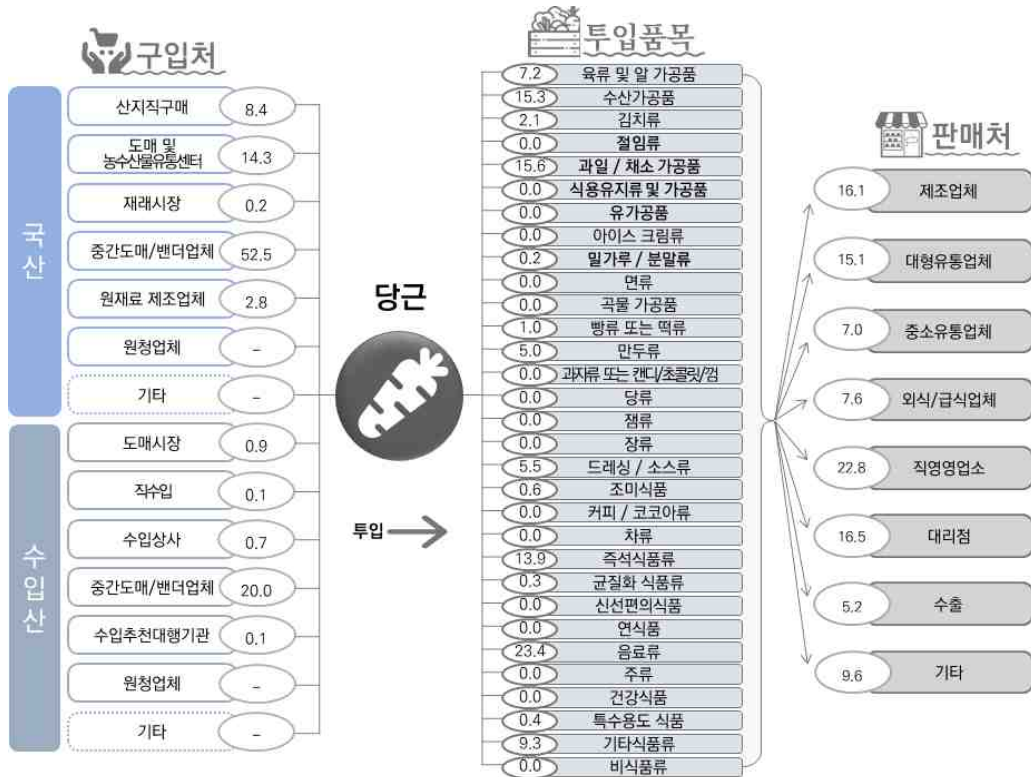 구입처
국산
산지직구매 8.4
도매 및
농수산물유통센터 14.3
재래시장 0.2
중간도매/밴더업체 52.5
원재료 제조업체 2.8
원청업체 –
기타 –
수입산
도매시장 0.9
직수입 0.1
수입상사 0.7
중간도매/밴더업체 20.0
수입추천대행기관 0.1
원청업체 –
기타 –
당근
투입
투입품목
7.2 육류 및 알 가공품
15.3 수산가공품
2.1 김치류
0.0 절임류
15.6 과일 / 채소 가공품
0.0 식용유지류 및 가공품
0.0 유가공품
0.0 아이스 크림류
0.2 밀가루 / 분말류
0.0 면류
0.0 곡물 가공품
1.0 빵류 또는 떡류
5.0 만두류
0.0 과자류 또는 캔디/초콜릿/껌
0.0 당류
0.0 잼류
0.0 장류
5.5 드레싱 / 소스류
0.6 조미식품
0.0 커피 / 코코아류
0.0 차류
13.9 즉석식품류
0.3 균질화 식품류
0.0 신선편의식품
0.0 연식품
23.4 음료류
0.0 주류
0.0 건강식품
0.4 특수용도 식품
9.3 기타식품류
0.0 비식품류
판매처
16.1 제조업체
15.1 대형유통업체
7.0 중소유통업체
7.6 외식/급식업체
22.8 직영영업소
16.5 대리점
5.2 수출
9.6 기타